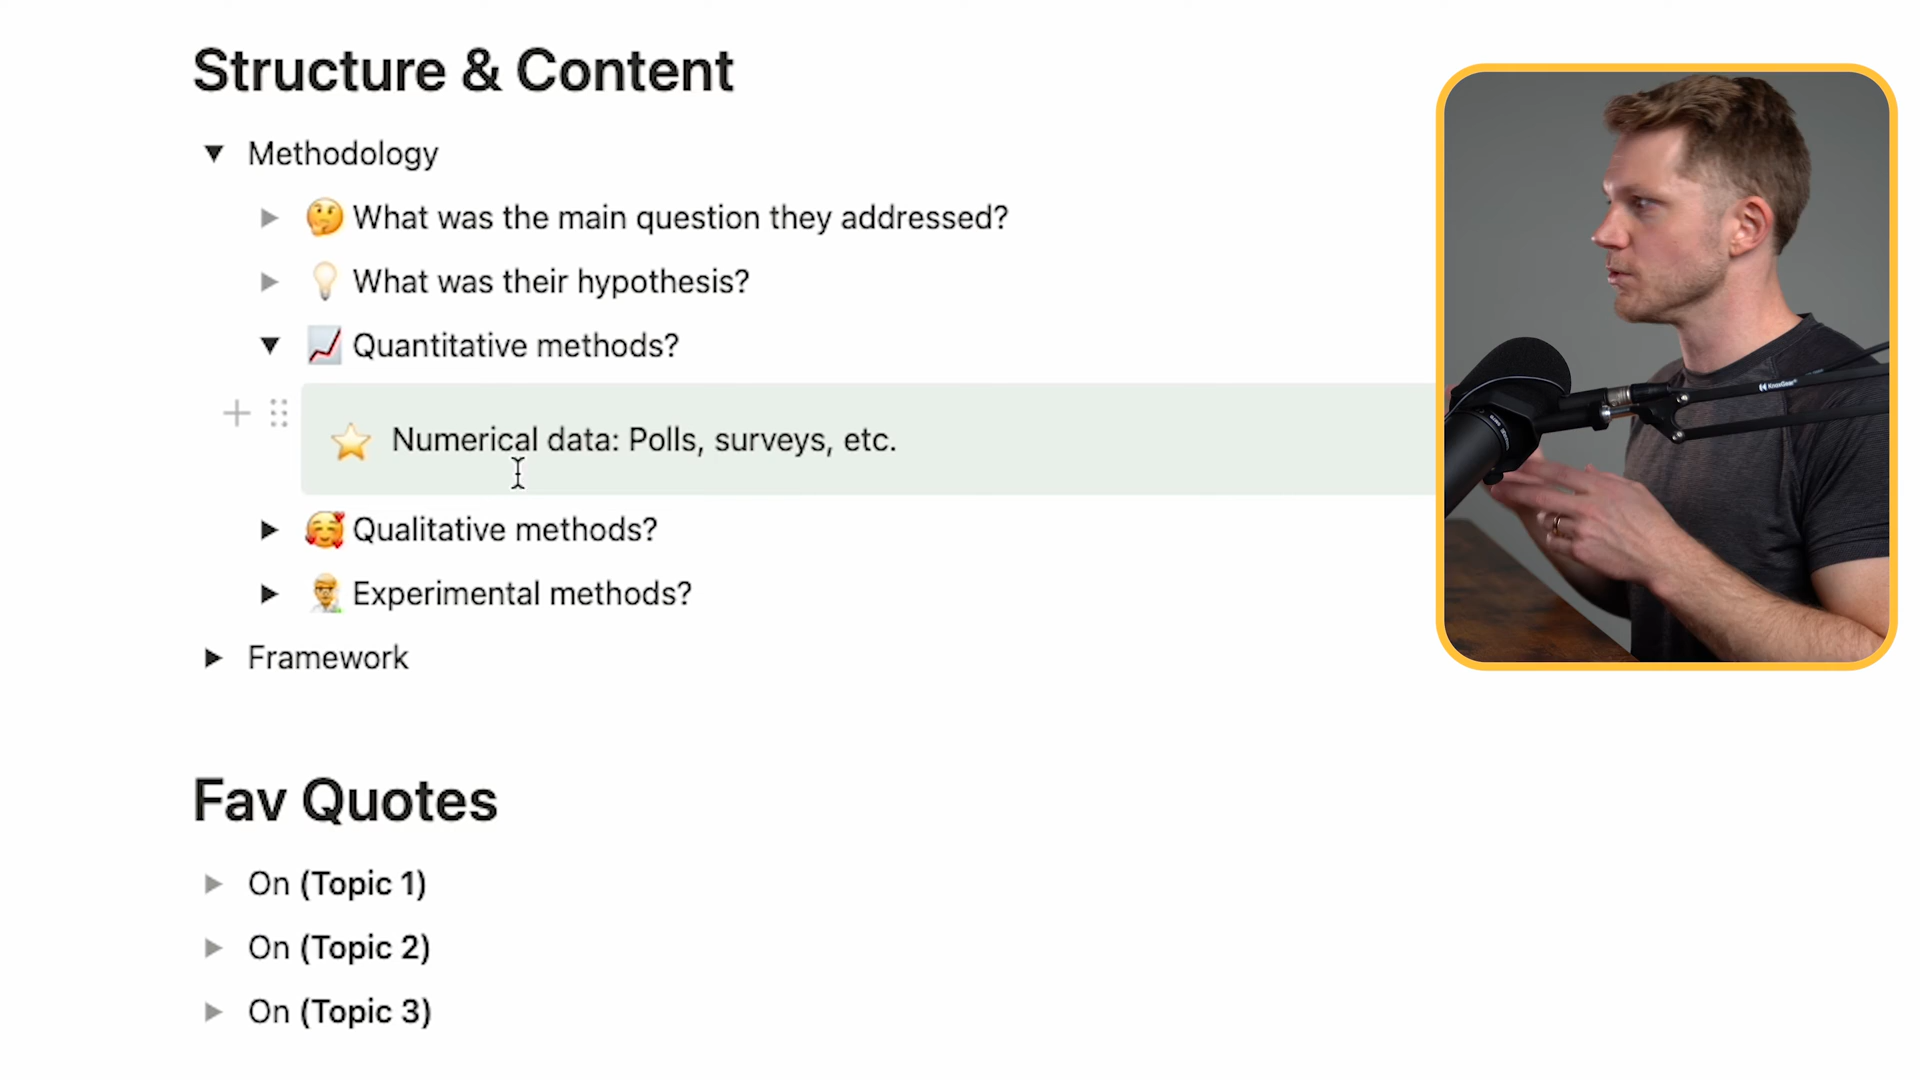 Structure & Content
Methodology
🤔 What was the main question they addressed?
💡 What was their hypothesis?
📈 Quantitative methods?
⭐ Numerical data: Polls, surveys, etc.
🥰 Qualitative methods?
👨‍🔬 Experimental methods?
Framework
Fav Quotes
On (Topic 1)
On (Topic 2)
On (Topic 3)